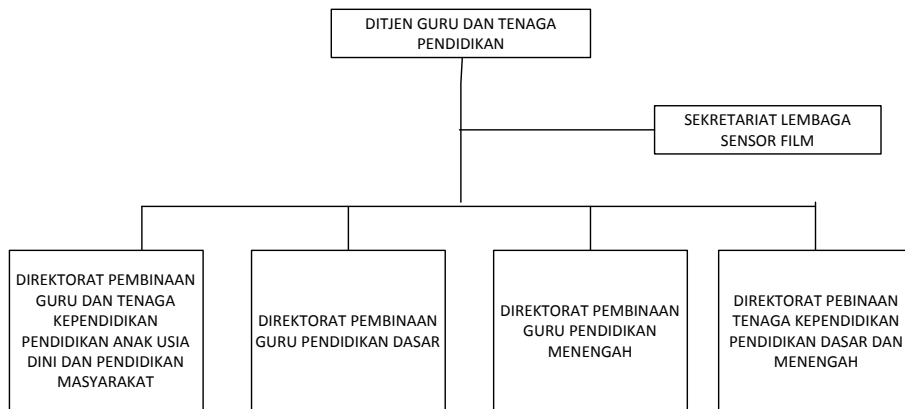 DITJEN GURU DAN TENAGA
PENDIDIKAN
SEKRETARIAT LEMBAGA
SENSOR FILM
DIREKTORAT PEMBINAAN
GURU DAN TENAGA
KEPENDIDIKAN
PENDIDIKAN ANAK USIA
DINI DAN PENDIDIKAN
MASYARAKAT
DIREKTORAT PEMBINAAN
GURU PENDIDIKAN DASAR
DIREKTORAT PEMBINAAN
GURU PENDIDIKAN
MENENGAH
DIREKTORAT PEBINAAN
TENAGA KEPENDIDIKAN
PENDIDIKAN DASAR DAN
MENENGAH